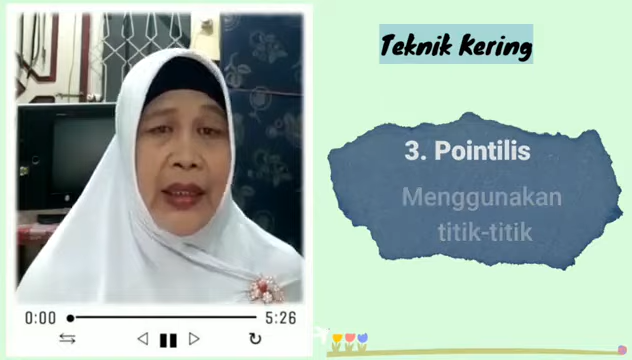 Teknik Kering
3. Pointilis
Menggunakan
titik-titik
0:00
5:26